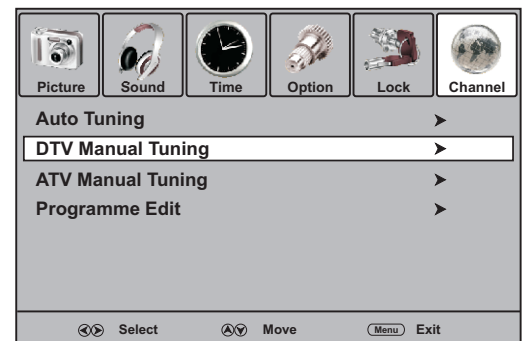 Picture Sound Time Option Lock Channel
Auto Tuning
DTV Manual Tuning
ATV Manual Tuning
Programme Edit
Select Move Menu Exit